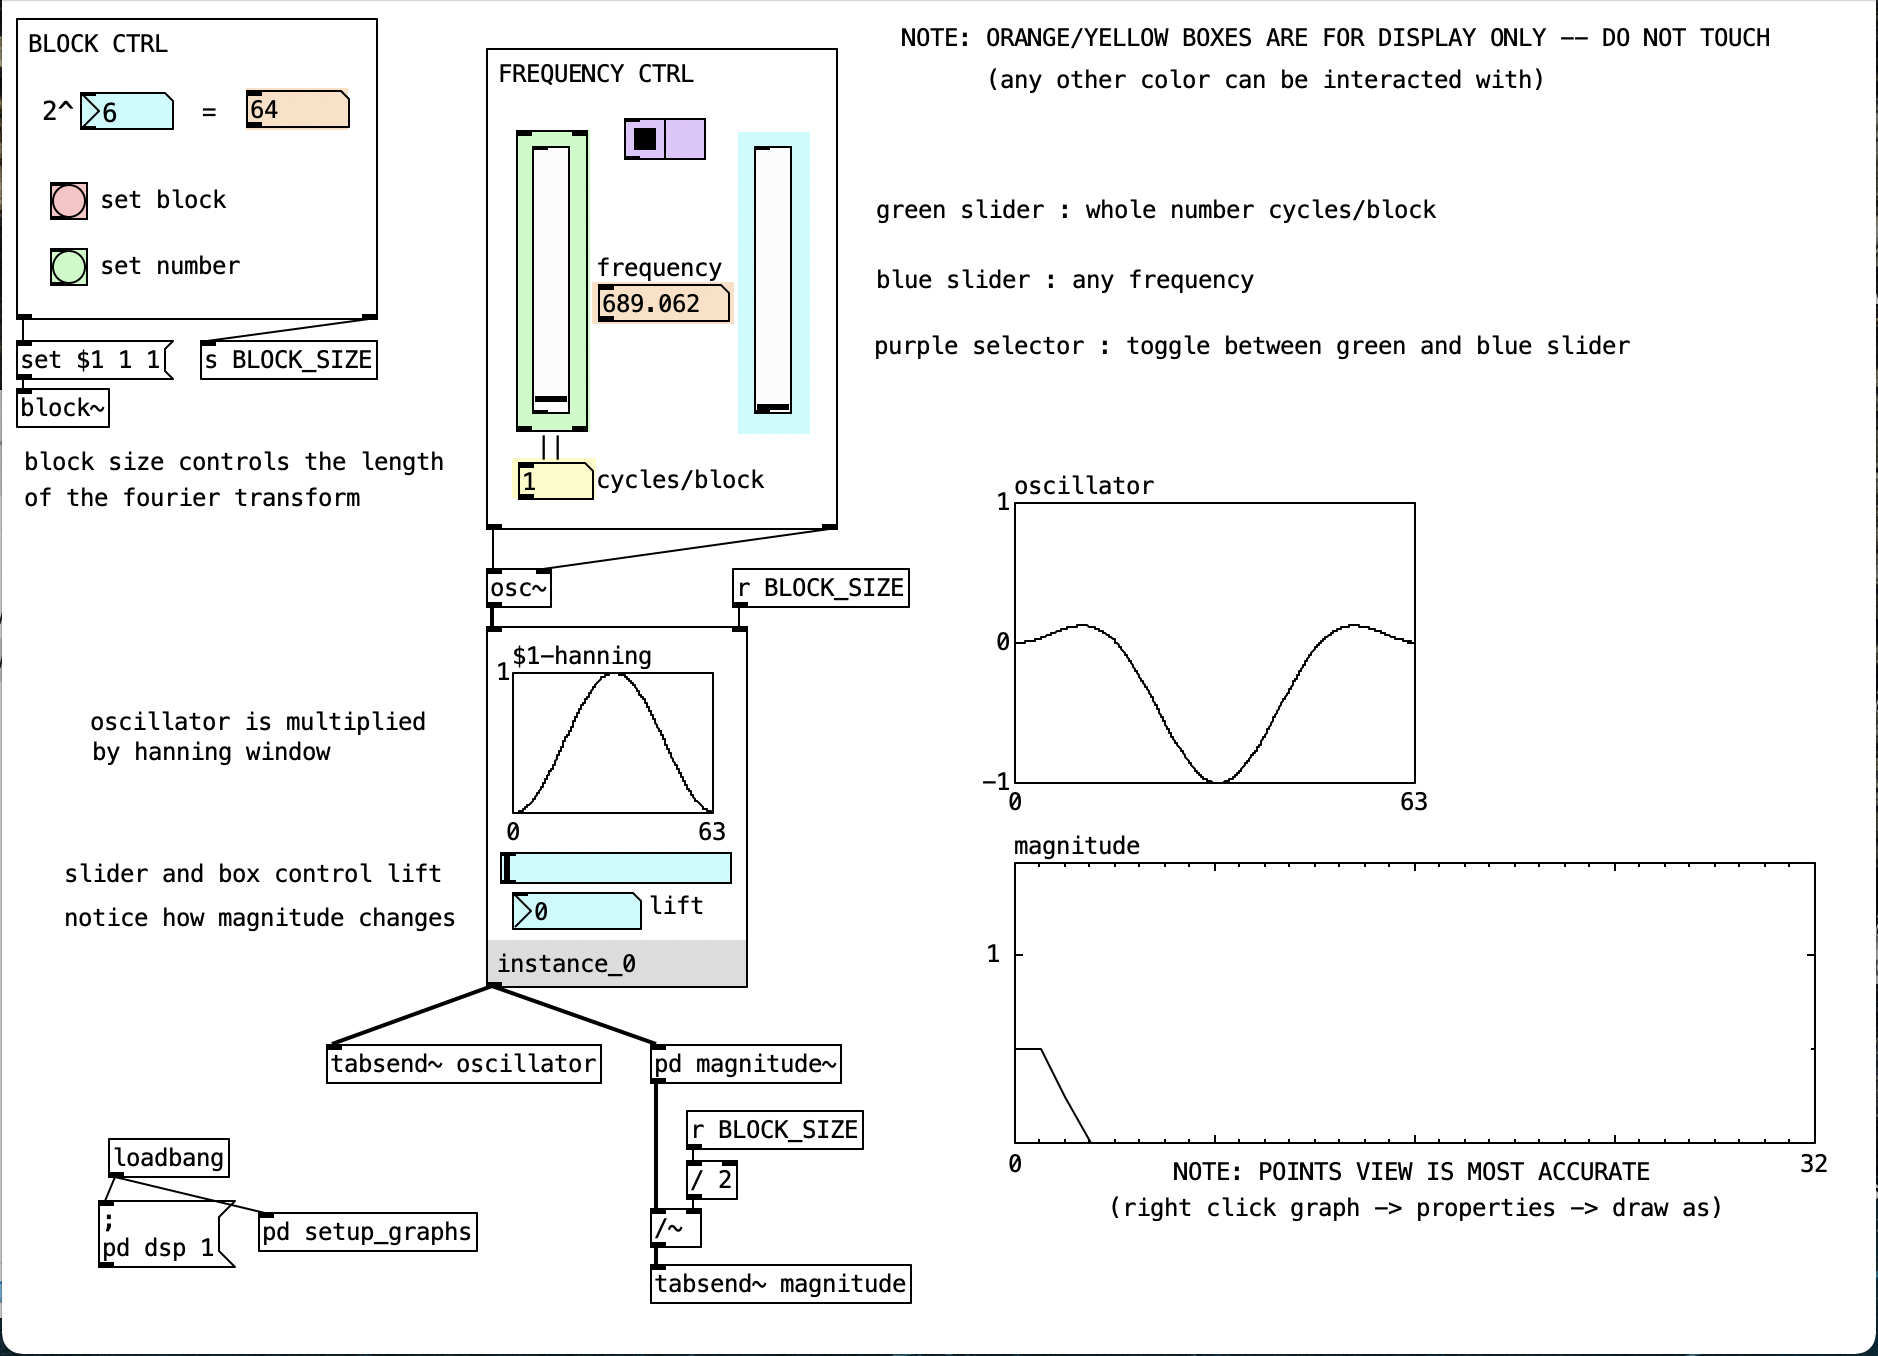 BLOCK CTRL
2^ 6 = 64
set block
set number
set $1 1 1
s BLOCK_SIZE
block~
block size controls the length
of the fourier transform
FREQUENCY CTRL
frequency
689.062
1 cycles/block
osc~
r BLOCK_SIZE
NOTE: ORANGE/YELLOW BOXES ARE FOR DISPLAY ONLY -- DO NOT TOUCH
(any other color can be interacted with)
green slider : whole number cycles/block
blue slider : any frequency
purple selector : toggle between green and blue slider
oscillator is multiplied
by hanning window
$1-hanning
1
0 63
slider and box control lift
notice how magnitude changes
0 lift
instance_0
tabsend~ oscillator
pd magnitude~
r BLOCK_SIZE
/ 2
/~
tabsend~ magnitude
loadbang
;
pd dsp 1
pd setup_graphs
oscillator
1
0
-1
0 63
magnitude
1
0 32
NOTE: POINTS VIEW IS MOST ACCURATE
(right click graph -> properties -> draw as)